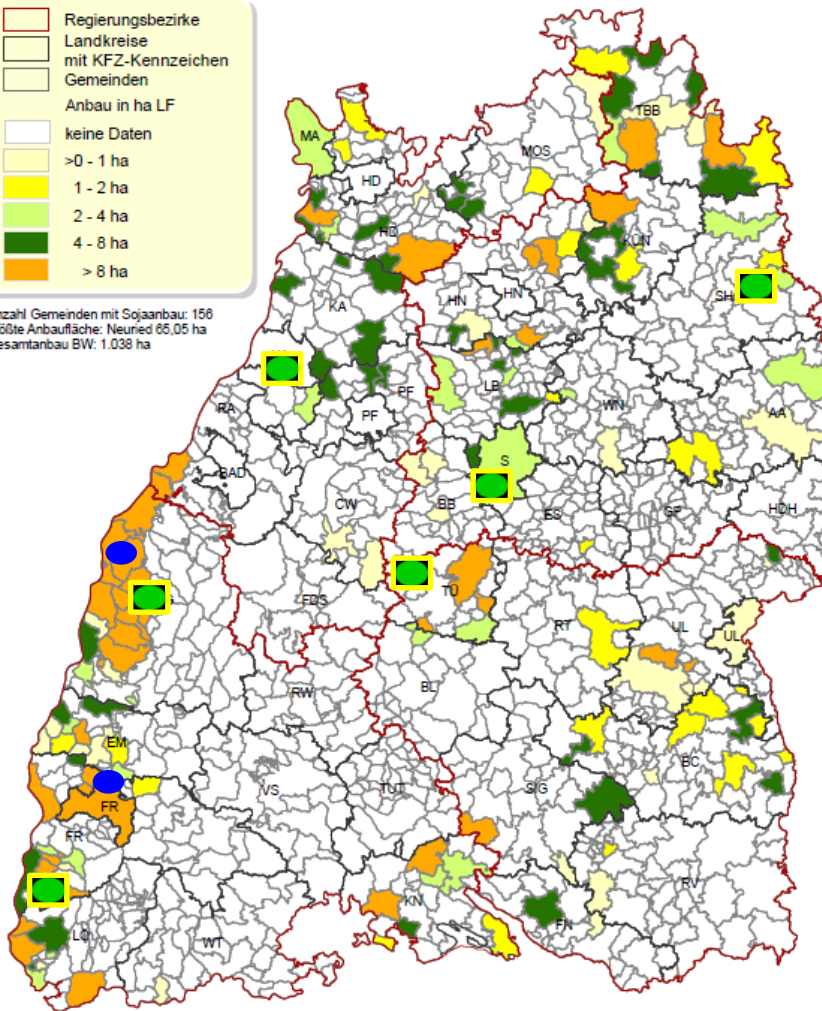 Regierungsbezirke
Landkreise
mit KFZ-Kennzeichen
Gemeinden
Anbau in ha LF
keine Daten
>0 - 1 ha
1 - 2 ha
2 - 4 ha
4 - 8 ha
> 8 ha
nzahl Gemeinden mit Sojaanbau: 156
ößte Anbaufläche: Neuried 65,05 ha
esamtanbau BW: 1.038 ha
TBB
MA
MOS
HD
HD
KÜN
SH
HN
HN
KA
LB
WN
PF
PF
RA
AA
BAD
S
CW
BB
ES
GP
HDH
TÜ
FDS
RT
UL
UL
RW
BL
EM
BC
VS
TUT
SIG
FR
FR
RV
KN
FN
LÖ
WT